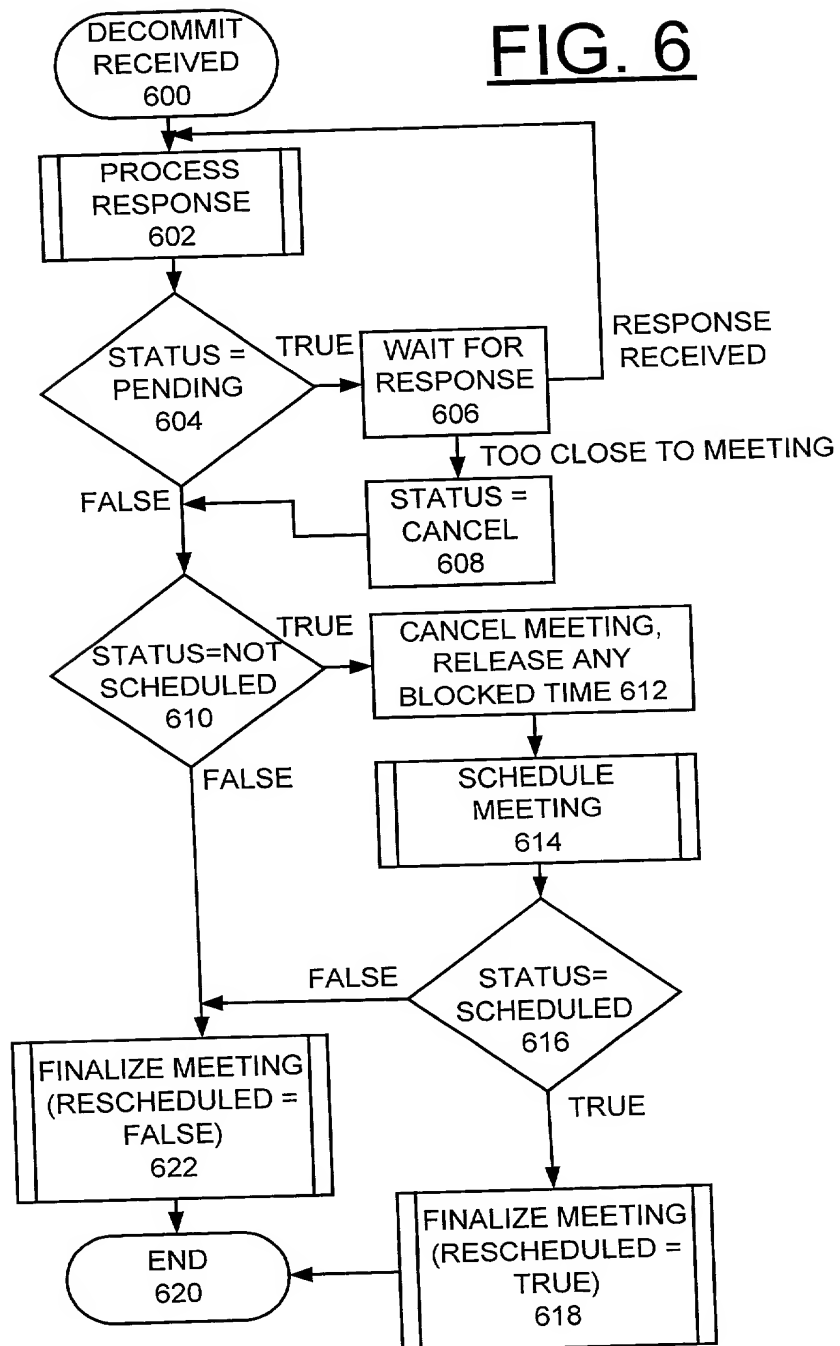 FIG. 6
DECOMMIT
RECEIVED
600
PROCESS
RESPONSE
602
STATUS =
PENDING
604
TRUE
WAIT FOR
RESPONSE
606
RESPONSE
RECEIVED
TOO CLOSE TO MEETING
FALSE
STATUS =
CANCEL
608
STATUS=NOT
SCHEDULED
610
TRUE
CANCEL MEETING,
RELEASE ANY
BLOCKED TIME 612
FALSE
SCHEDULE
MEETING
614
FALSE
STATUS=
SCHEDULED
616
TRUE
FINALIZE MEETING
(RESCHEDULED =
FALSE)
622
FINALIZE MEETING
(RESCHEDULED =
TRUE)
618
END
620